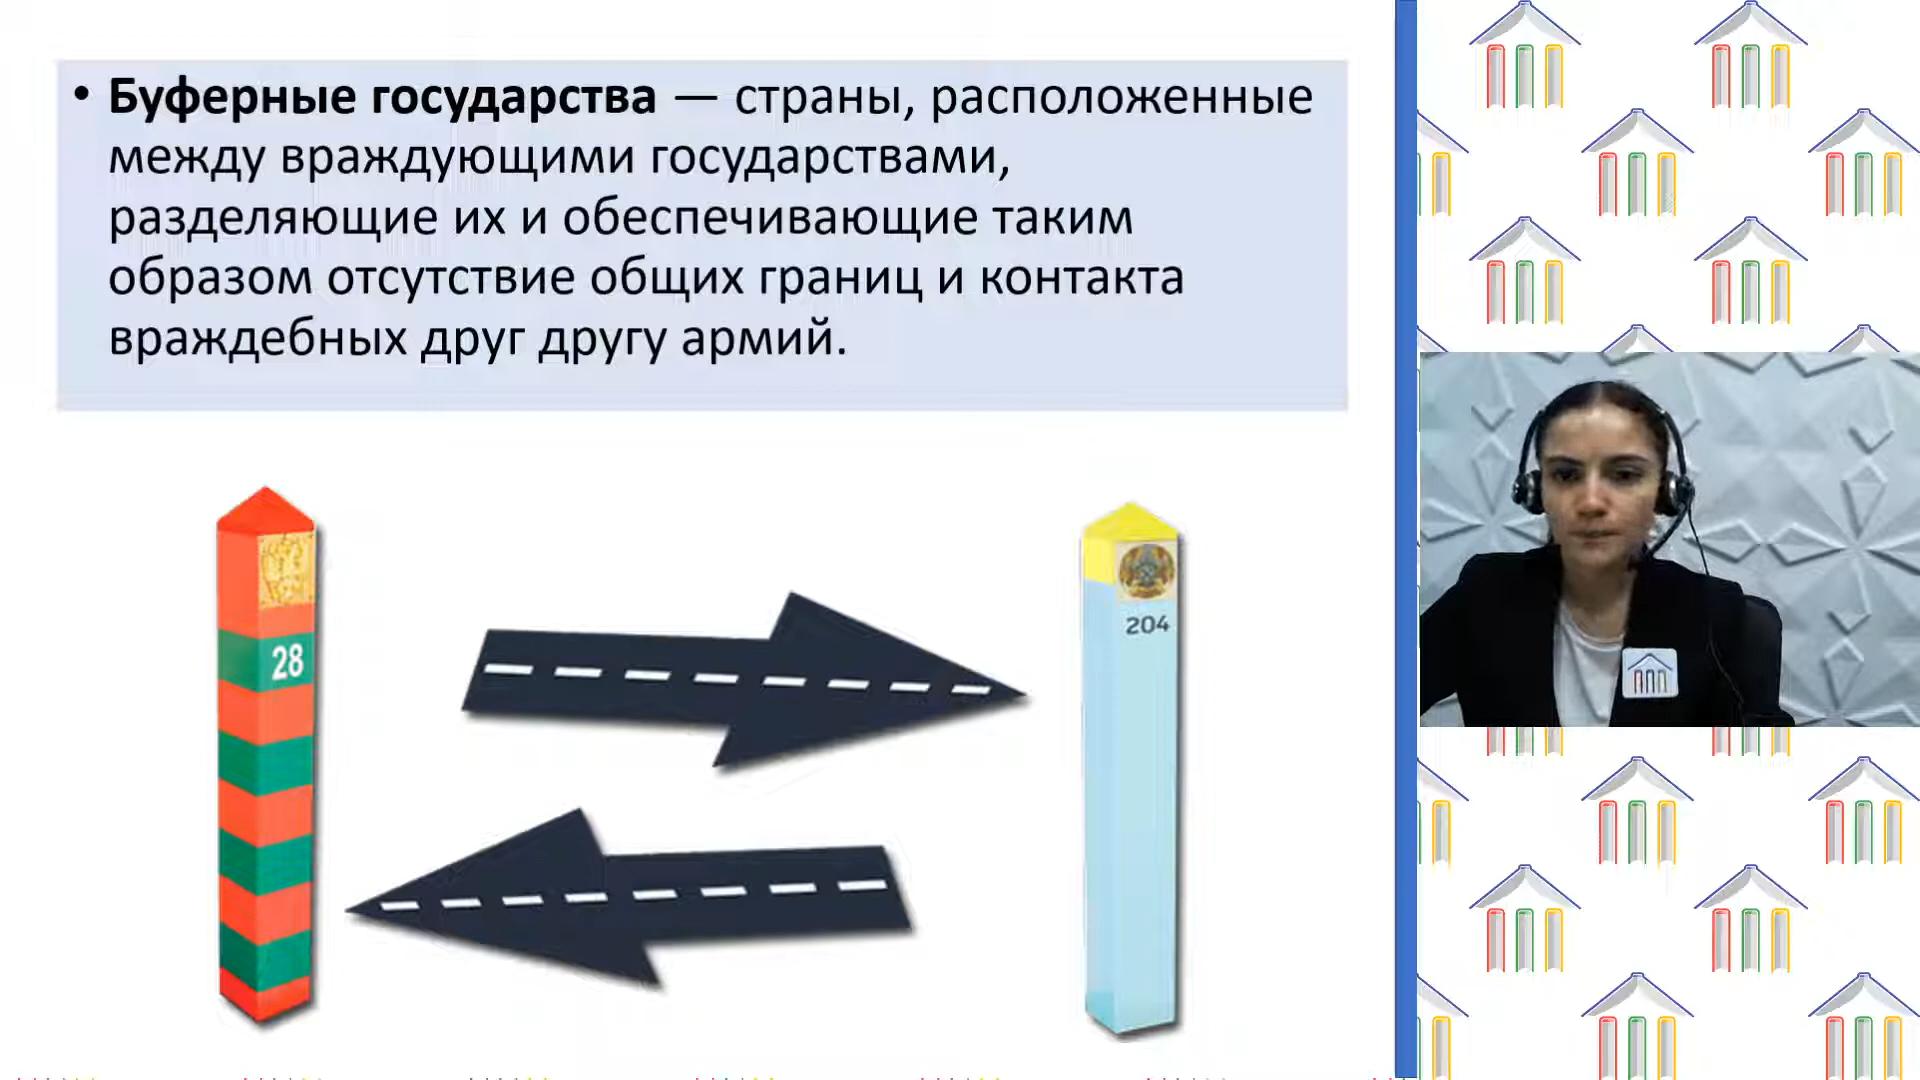 • Буферные государства — страны, расположенные
между враждующими государствами,
разделяющие их и обеспечивающие таким
образом отсутствие общих границ и контакта
враждебных друг другу армий.
28
204